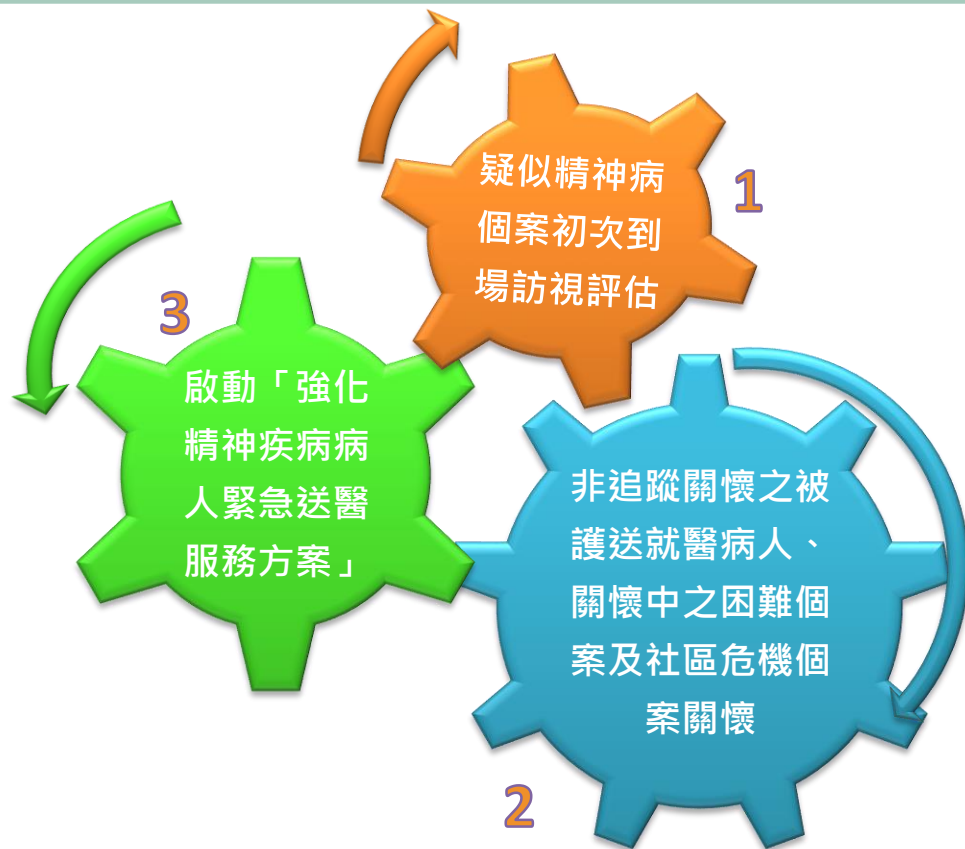 疑似精神病
個案初次到
場訪視評估
1
3
啟動「強化
精神疾病病
人緊急送醫
服務方案」
非追蹤關懷之被
護送就醫病人、
關懷中之困難個
案及社區危機個
案關懷
2